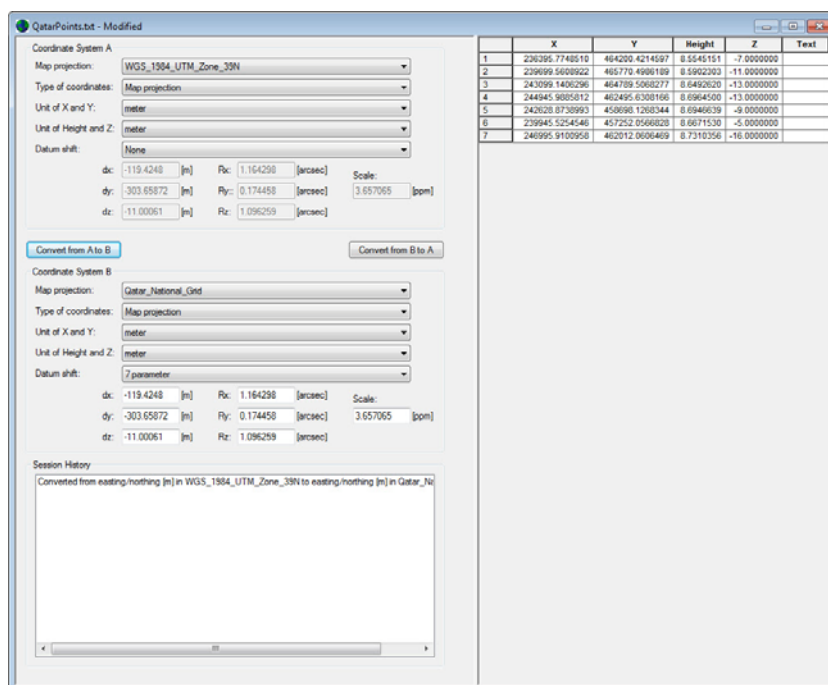 QatarPoints.txt - Modified
Coordinate System A
Map projection: WGS_1984_UTM_Zone_39N
Type of coordinates: Map projection
Unit of X and Y: meter
Unit of Height and Z: meter
Datum shift: None
dx: -119.4248 [m] Rx: 1.164298 [arcsec] Scale:
dy: -303.65872 [m] Ry:: 0.174458 [arcsec] 3.657065 [ppm]
dz: -11.00061 [m] Rz: 1.096259 [arcsec]
Convert from A to B Convert from B to A
Coordinate System B
Map projection: Qatar_National_Grid
Type of coordinates: Map projection
Unit of X and Y: meter
Unit of Height and Z: meter
Datum shift: 7 parameter
dx: -119.4248 [m] Rx: 1.164298 [arcsec] Scale:
dy: -303.65872 [m] Ry: 0.174458 [arcsec] 3.657065 [ppm]
dz: -11.00061 [m] Rz: 1.096259 [arcsec]
Session History
Converted from easting/northing [m] in WGS_1984_UTM_Zone_39N to easting/northing [m] in Qatar_Na
X Y Height Z Text
1 236395.7748510 464200.4214597 8.5545151 -7.0000000
2 239699.5608922 465770.4986189 8.5902303 -11.0000000
3 243099.1406296 464789.5068277 8.6492620 -13.0000000
4 244945.9885812 462495.6308166 8.6964500 -13.0000000
5 242628.8738993 458698.1268344 8.6946639 -9.0000000
6 239945.5254546 457252.0566828 8.6671530 -5.0000000
7 246995.9100958 462012.0606469 8.7310356 -16.0000000